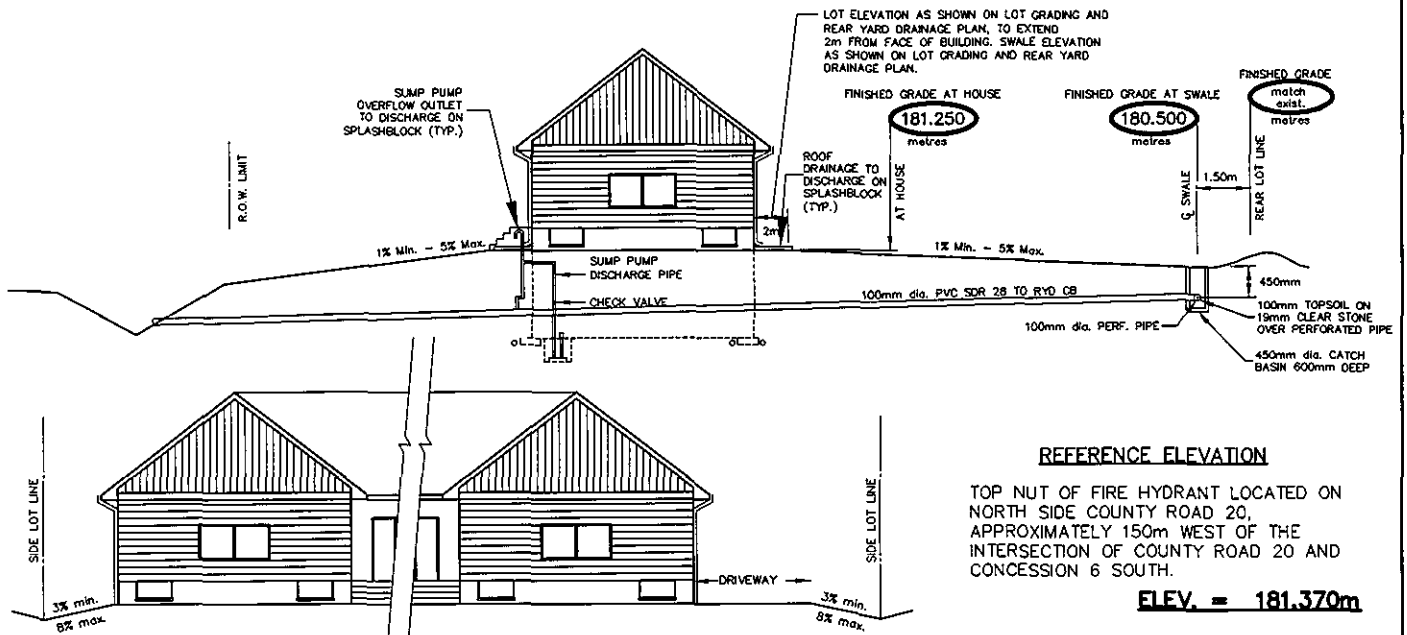 LOT ELEVATION AS SHOWN ON LOT GRADING AND
REAR YARD DRAINAGE PLAN, TO EXTEND
2m FROM FACE OF BUILDING. SWALE ELEVATION
AS SHOWN ON LOT GRADING AND REAR YARD
DRAINAGE PLAN.
SUMP PUMP
OVERFLOW OUTLET
TO DISCHARGE ON
SPLASHBLOCK (TYP.)
FINISHED GRADE AT HOUSE
181.250
metres
FINISHED GRADE AT SWALE
180.500
metres
FINISHED GRADE
match
exist.
metres
R.O.W. LIMIT
ROOF
DRAINAGE TO
DISCHARGE ON
SPLASHBLOCK
(TYP.)
AT HOUSE
℄ SWALE
1.50m
REAR LOT LINE
2m
1% Min. - 5% Max.
1% Min. - 5% Max.
SUMP PUMP
DISCHARGE PIPE
CHECK VALVE
100mm dia. PVC SDR 28 TO RYD CB
450mm
100mm dia. PERF. PIPE
100mm TOPSOIL ON
19mm CLEAR STONE
OVER PERFORATED PIPE
450mm dia. CATCH
BASIN 600mm DEEP
SIDE LOT LINE
SIDE LOT LINE
DRIVEWAY
3% min.
8% max.
3% min.
8% max.
REFERENCE ELEVATION
TOP NUT OF FIRE HYDRANT LOCATED ON
NORTH SIDE COUNTY ROAD 20,
APPROXIMATELY 150m WEST OF THE
INTERSECTION OF COUNTY ROAD 20 AND
CONCESSION 6 SOUTH.
ELEV. = 181.370m